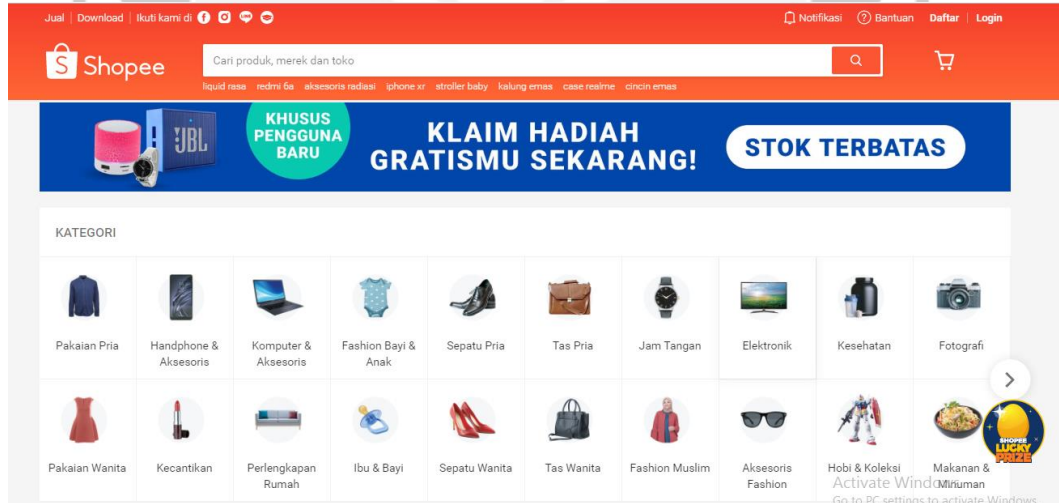 Jual | Download | Ikuti kami di
Notifikasi
Bantuan
Daftar | Login
Shopee
Cari produk, merek dan toko
liquid rasa redmi 6a aksesoris radiasi iphone xr stroller baby kalung emas case realme cincin emas
JBL
KHUSUS
PENGGUNA
BARU
KLAIM HADIAH
GRATISMU SEKARANG!
STOK TERBATAS
KATEGORI
Pakaian Pria
Handphone &
Aksesoris
Komputer &
Aksesoris
Fashion Bayi &
Anak
Sepatu Pria
Tas Pria
Jam Tangan
Elektronik
Kesehatan
Fotografi
Pakaian Wanita
Kecantikan
Perlengkapan
Rumah
Ibu & Bayi
Sepatu Wanita
Tas Wanita
Fashion Muslim
Aksesoris
Fashion
Hobi & Koleksi
Makanan &
Minuman
SHOPEE
LUCKY
PRIZE
Activate Windows
Go to PC settings to activate Windows